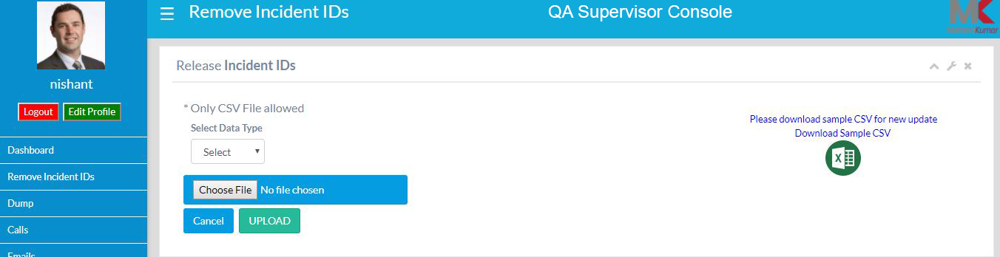 Remove Incident IDs
QA Supervisor Console
MK
nishant
Logout
Edit Profile
Dashboard
Remove Incident IDs
Dump
Calls
Emails
Release Incident IDs
* Only CSV File allowed
Select Data Type
Select
Choose File No file chosen
Cancel
UPLOAD
Please download sample CSV for new update
Download Sample CSV
X